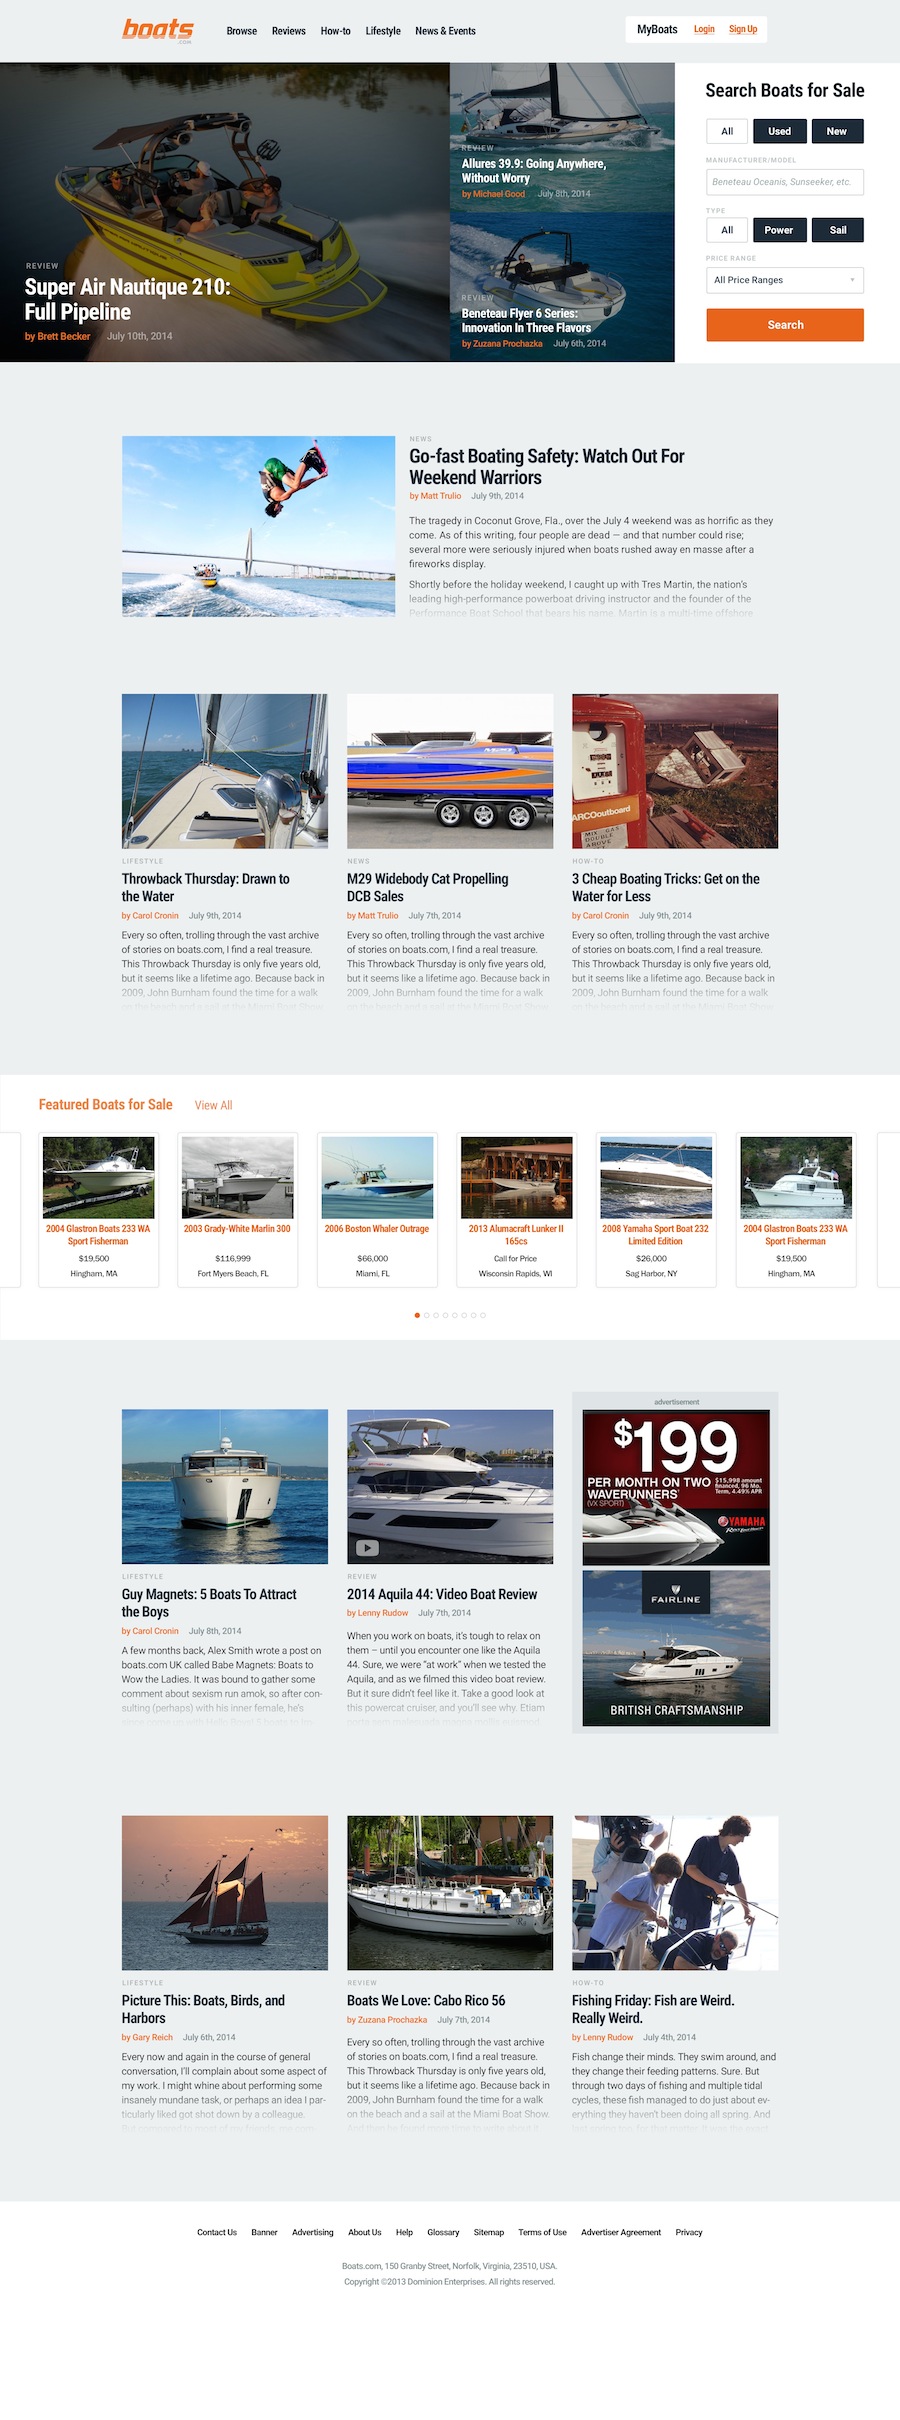 boats
.COM
Browse Reviews How-to Lifestyle News & Events
MyBoats Login Sign Up
REVIEW
Super Air Nautique 210:
Full Pipeline
by Brett Becker July 10th, 2014
REVIEW
Allures 39.9: Going Anywhere,
Without Worry
by Michael Good July 8th, 2014
REVIEW
Beneteau Flyer 6 Series:
Innovation In Three Flavors
by Zuzana Prochazka July 6th, 2014
Search Boats for Sale
All Used New
MANUFACTURER/MODEL
Beneteau Oceanis, Sunseeker, etc.
TYPE
All Power Sail
PRICE RANGE
All Price Ranges
Search
NEWS
Go-fast Boating Safety: Watch Out For
Weekend Warriors
by Matt Trulio July 9th, 2014
The tragedy in Coconut Grove, Fla., over the July 4 weekend was as horrific as they
come. As of this writing, four people are dead — and that number could rise;
several more were seriously injured when boats rushed away en masse after a
fireworks display.
Shortly before the holiday weekend, I caught up with Tres Martin, the nation's
leading high-performance powerboat driving instructor and the founder of the
Performance Boat School that bears his name. Martin is a multi-time offshore
LIFESTYLE
Throwback Thursday: Drawn to
the Water
by Carol Cronin July 9th, 2014
Every so often, trolling through the vast archive
of stories on boats.com, I find a real treasure.
This Throwback Thursday is only five years old,
but it seems like a lifetime ago. Because back in
2009, John Burnham found the time for a walk
on the beach and a sail at the Miami Boat Show.
NEWS
M29 Widebody Cat Propelling
DCB Sales
by Matt Trulio July 7th, 2014
Every so often, trolling through the vast archive
of stories on boats.com, I find a real treasure.
This Throwback Thursday is only five years old,
but it seems like a lifetime ago. Because back in
2009, John Burnham found the time for a walk
on the beach and a sail at the Miami Boat Show.
ARCOoutboard
MIX GAS
DOUBLE
ABOVE
HOW-TO
3 Cheap Boating Tricks: Get on the
Water for Less
by Carol Cronin July 9th, 2014
Every so often, trolling through the vast archive
of stories on boats.com, I find a real treasure.
This Throwback Thursday is only five years old,
but it seems like a lifetime ago. Because back in
2009, John Burnham found the time for a walk
on the beach and a sail at the Miami Boat Show.
Featured Boats for Sale View All
2004 Glastron Boats 233 WA
Sport Fisherman
$19,500
Hingham, MA
2003 Grady-White Marlin 300
$116,999
Fort Myers Beach, FL
2006 Boston Whaler Outrage
$66,000
Miami, FL
2013 Alumacraft Lunker II
165cs
Call for Price
Wisconsin Rapids, WI
2008 Yamaha Sport Boat 232
Limited Edition
$26,000
Sag Harbor, NY
2004 Glastron Boats 233 WA
Sport Fisherman
$19,500
Hingham, MA
LIFESTYLE
Guy Magnets: 5 Boats To Attract
the Boys
by Carol Cronin July 8th, 2014
A few months back, Alex Smith wrote a post on
boats.com UK called Babe Magnets: Boats to
Wow the Ladies. It was bound to gather some
comment about sexism run amok, so after con-
sulting (perhaps) with his inner female, he's
REVIEW
2014 Aquila 44: Video Boat Review
by Lenny Rudow July 7th, 2014
When you work on boats, it's tough to relax on
them – until you encounter one like the Aquila
44. Sure, we were "at work" when we tested the
Aquila, and as we filmed this video boat review.
But it sure didn't feel like it. Take a good look at
this powercat cruiser, and you'll see why. Etiam
advertisement
$199
PER MONTH ON TWO
WAVERUNNERS'
(VX SPORT)
$15,998 amount
financed, 96 Mo.
Term, 4.49% APR
YAMAHA
FAIRLINE
BRITISH CRAFTSMANSHIP
LIFESTYLE
Picture This: Boats, Birds, and
Harbors
by Gary Reich July 6th, 2014
Every now and again in the course of general
conversation, I'll complain about some aspect of
my work. I might whine about performing some
insanely mundane task, or perhaps an idea I par-
ticularly liked got shot down by a colleague.
REVIEW
Boats We Love: Cabo Rico 56
by Zuzana Prochazka July 7th, 2014
Every so often, trolling through the vast archive
of stories on boats.com, I find a real treasure.
This Throwback Thursday is only five years old,
but it seems like a lifetime ago. Because back in
2009, John Burnham found the time for a walk
on the beach and a sail at the Miami Boat Show.
HOW-TO
Fishing Friday: Fish are Weird.
Really Weird.
by Lenny Rudow July 4th, 2014
Fish change their minds. They swim around, and
they change their feeding patterns. Sure. But
through two days of fishing and multiple tidal
cycles, these fish managed to do just about ev-
erything they haven't been doing all spring. And
Contact Us Banner Advertising About Us Help Glossary Sitemap Terms of Use Advertiser Agreement Privacy
Boats.com, 150 Granby Street, Norfolk, Virginia, 23510, USA.
Copyright ©2013 Dominion Enterprises. All rights reserved.